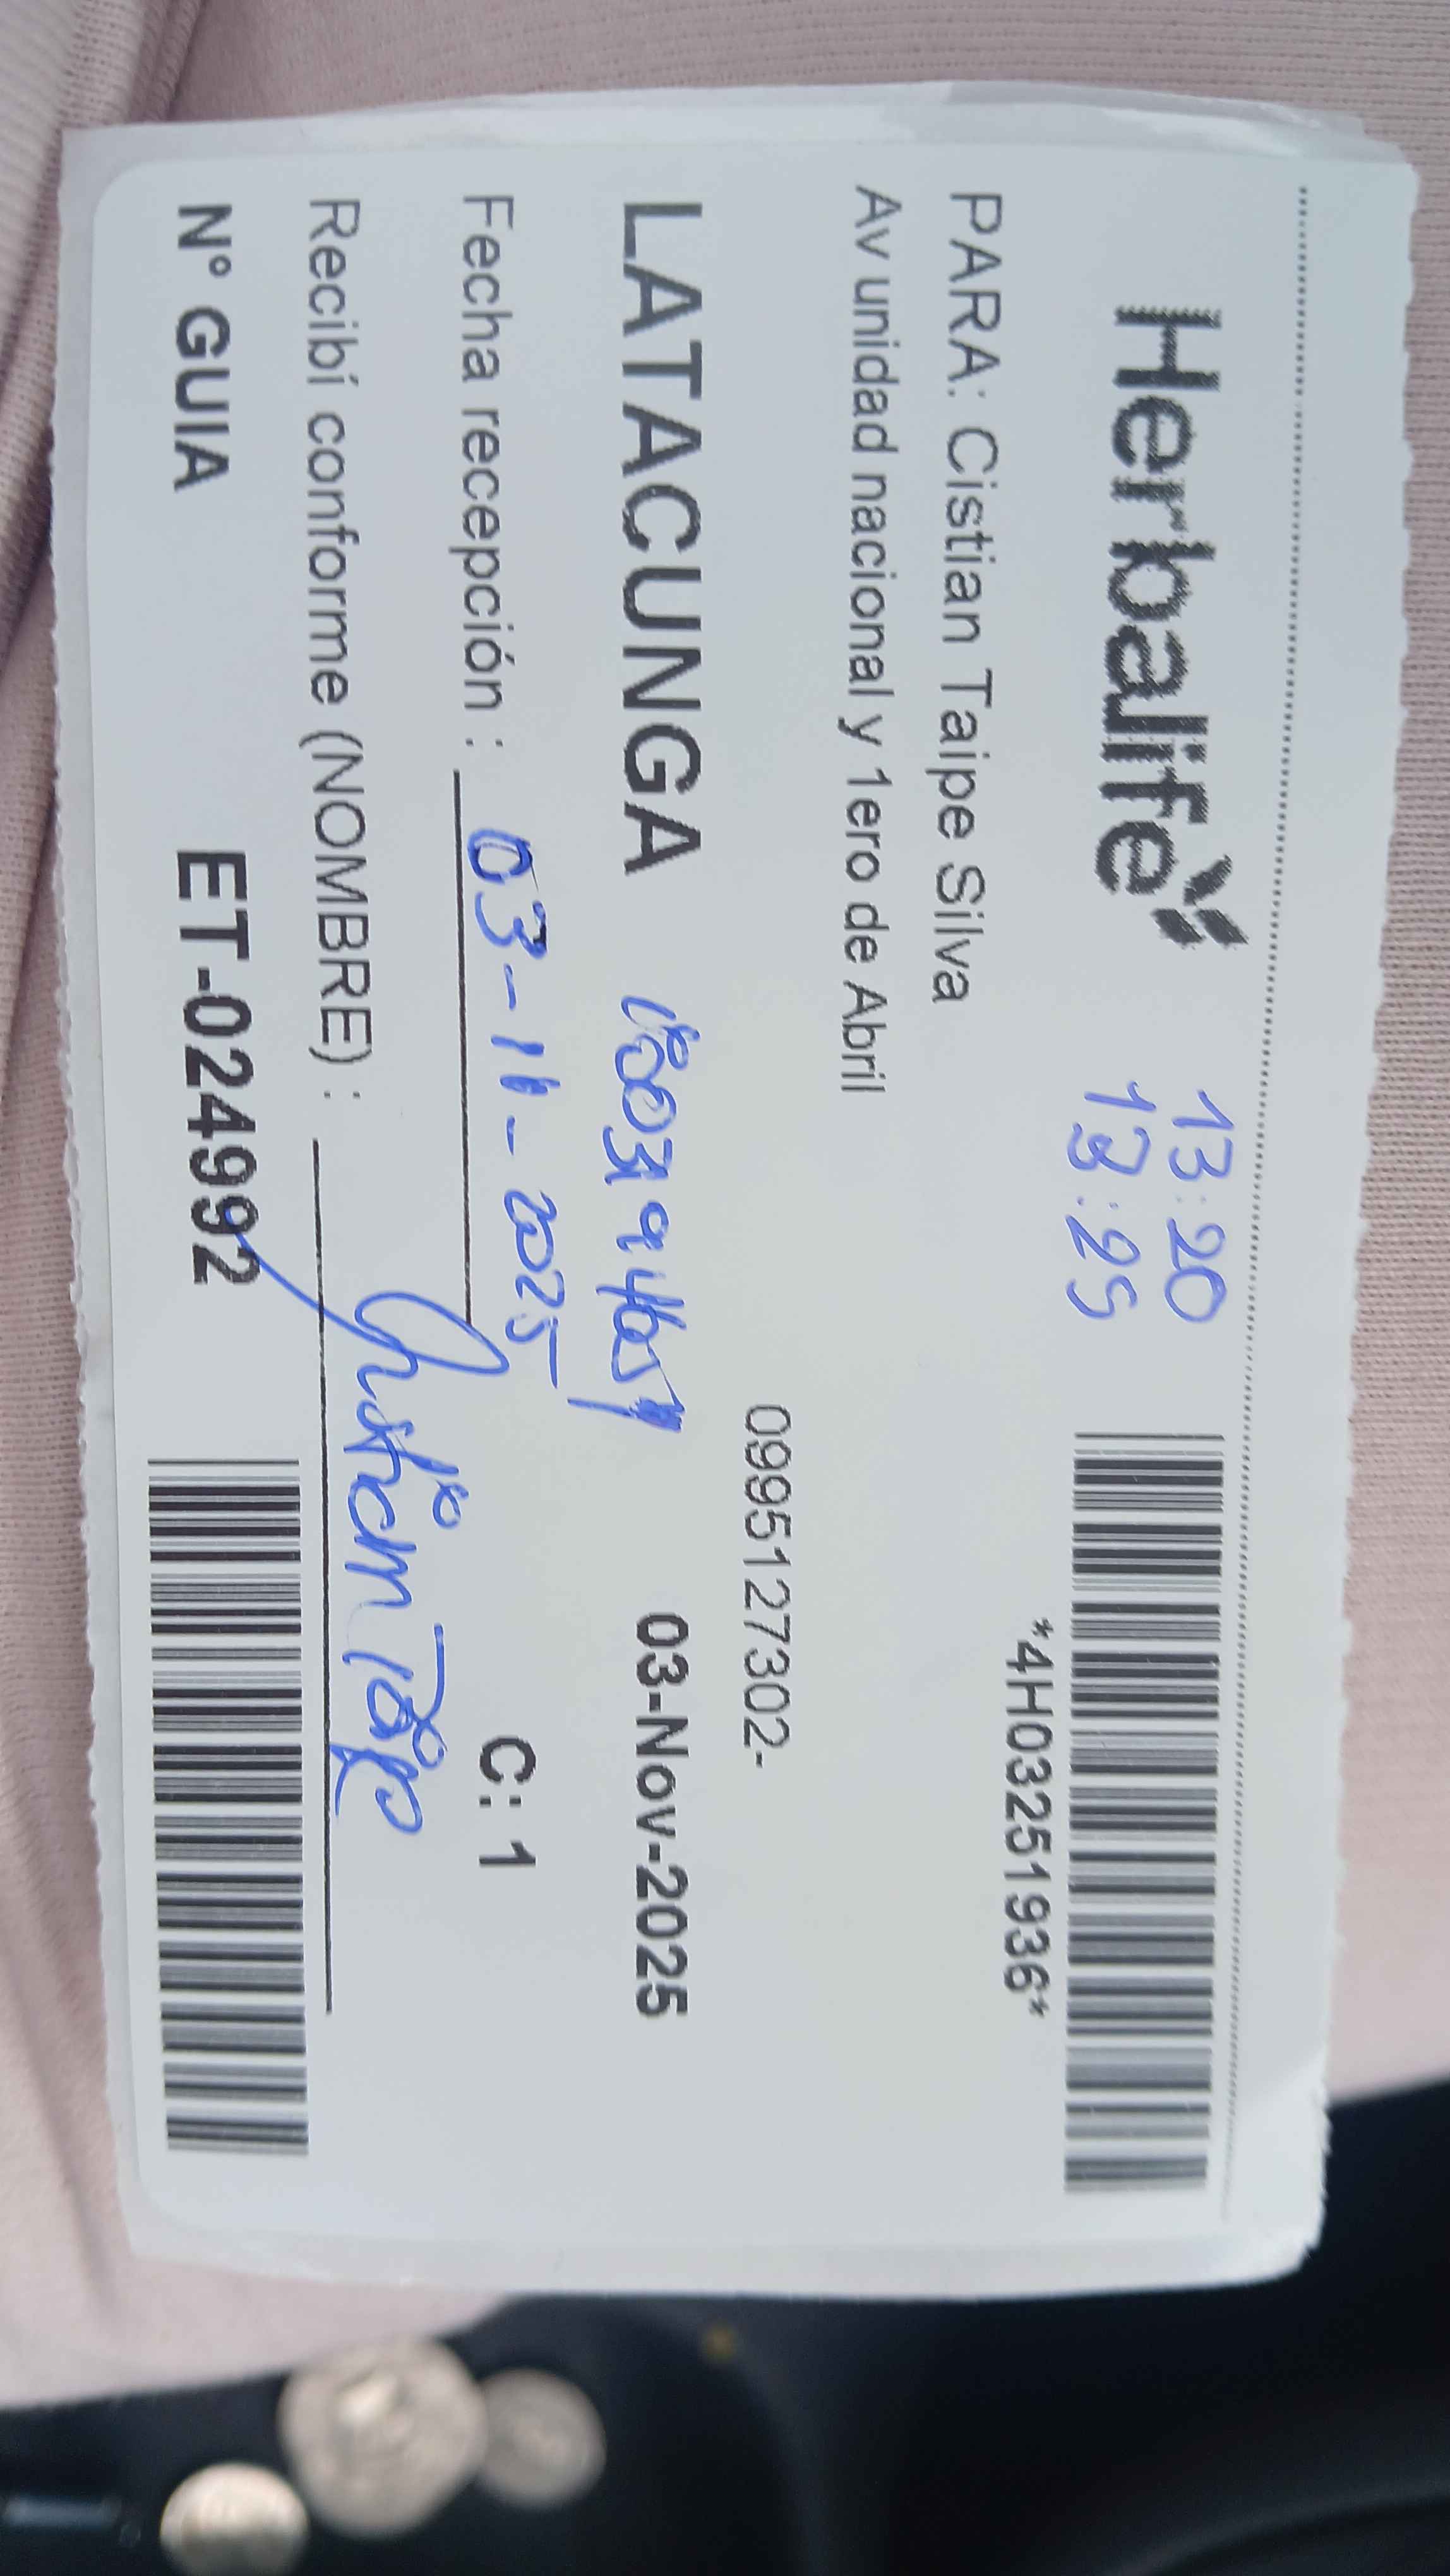 Herbalife
13:20
13:25
*4H03251936*
PARA: Cistian Taipe Silva
Av unidad nacional y 1ero de Abril
0995127302-
LATACUNGA
03-Nov-2025
Fecha recepción : 03-11-2025
C: 1
Recibí conforme (NOMBRE) :
N° GUIA ET-024992